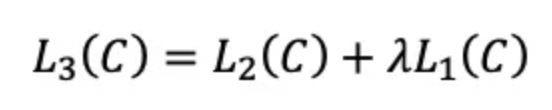 L₃(C) = L₂(C) + λL₁(C)